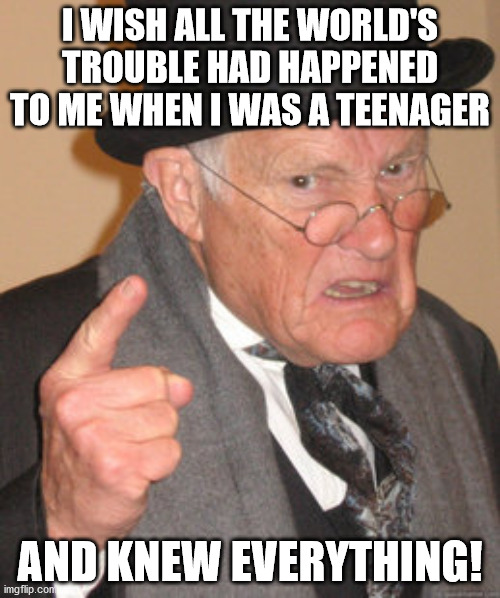 I WISH ALL THE WORLD'S
TROUBLE HAD HAPPENED
TO ME WHEN I WAS A TEENAGER
AND KNEW EVERYTHING!
imgflip.com